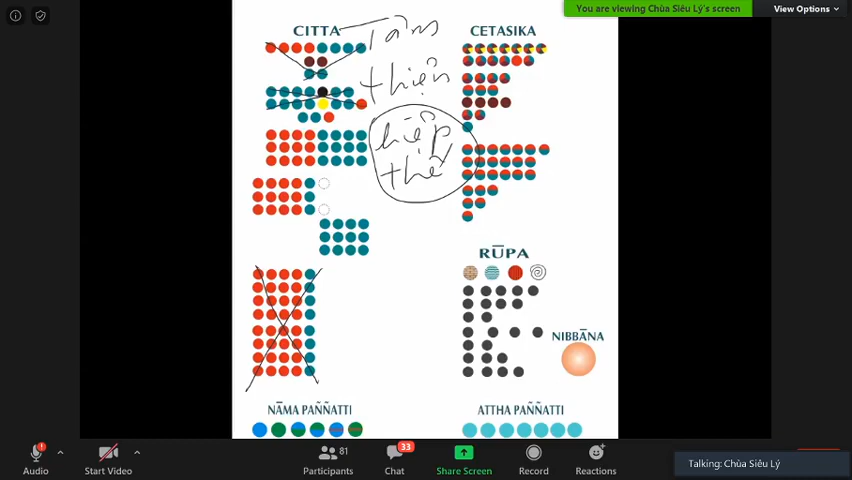 You are viewing Chùa Siêu Lý's screen
View Options
CITTA
Tâm
thiện
hiệp
thế
CETASIKA
RŪPA
NIBBĀNA
NĀMA PAÑÑATTI
ATTHA PAÑÑATTI
Audio
Start Video
81
Participants
33
Chat
Share Screen
Record
Reactions
Talking: Chùa Siêu Lý